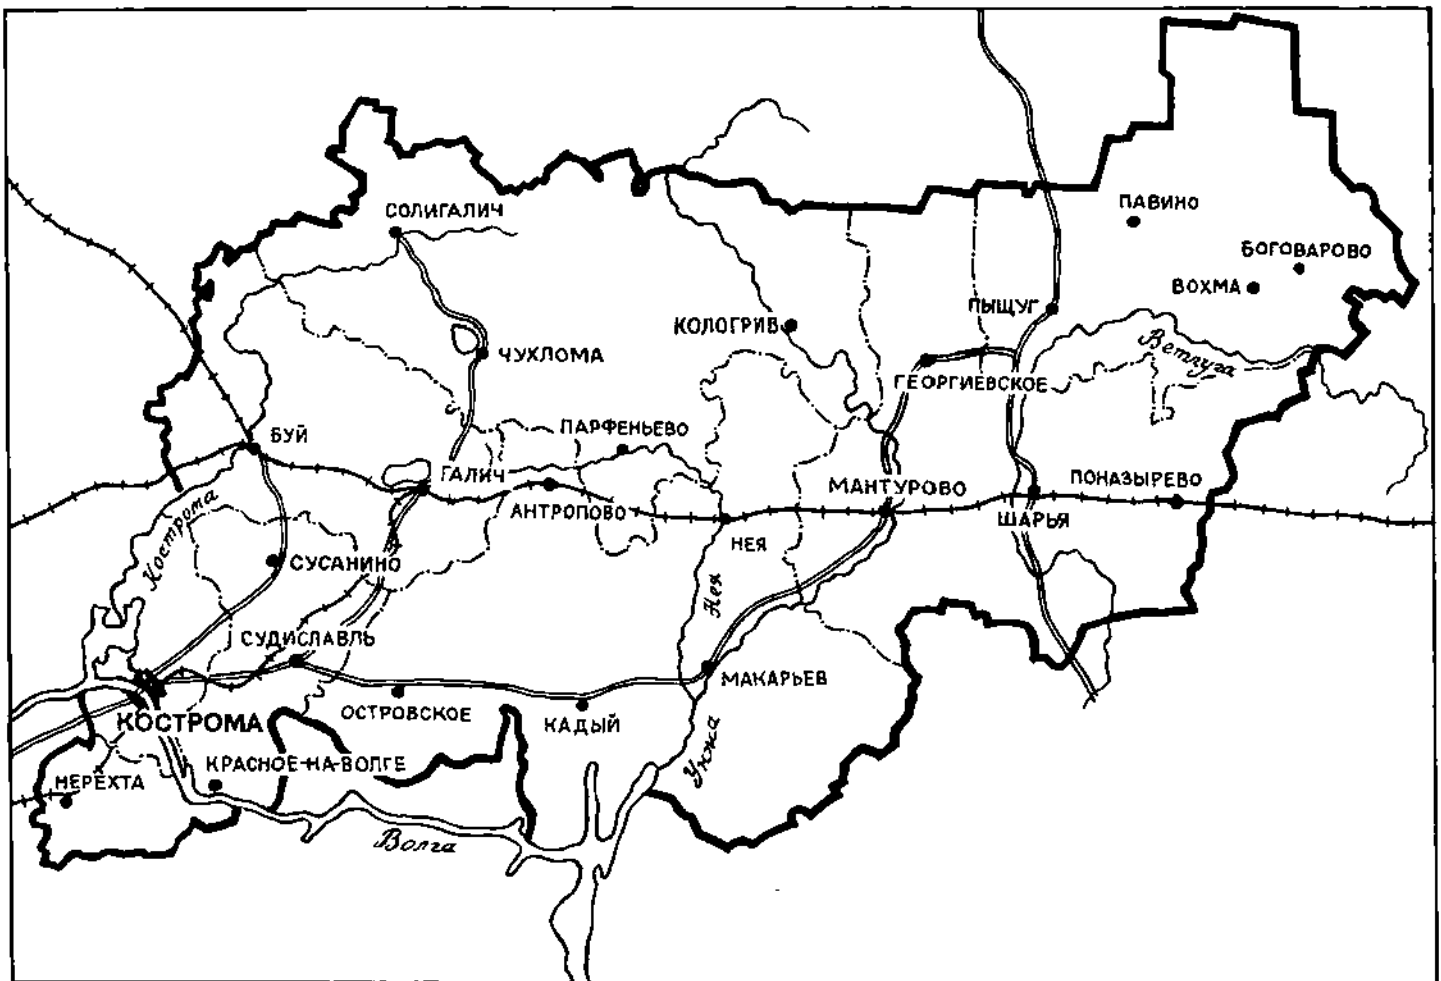 СОЛИГАЛИЧ
ПАВИНО
БОГОВАРОВО
ВОХМА
ПЫЩУГ
КОЛОГРИВ
Ветлуга
ЧУХЛОМА
ГЕОРГИЕВСКОЕ
БУЙ
ПАРФЕНЬЕВО
ГАЛИЧ
МАНТУРОВО
ПОНАЗЫРЕВО
АНТРОПОВО
ШАРЬЯ
Кострома
НЕЯ
СУСАНИНО
Нея
СУДИСЛАВЛЬ
МАКАРЬЕВ
ОСТРОВСКОЕ
КАДЫЙ
КОСТРОМА
Унжа
КРАСНОЕ-НА-ВОЛГЕ
НЕРЕХТА
Волга